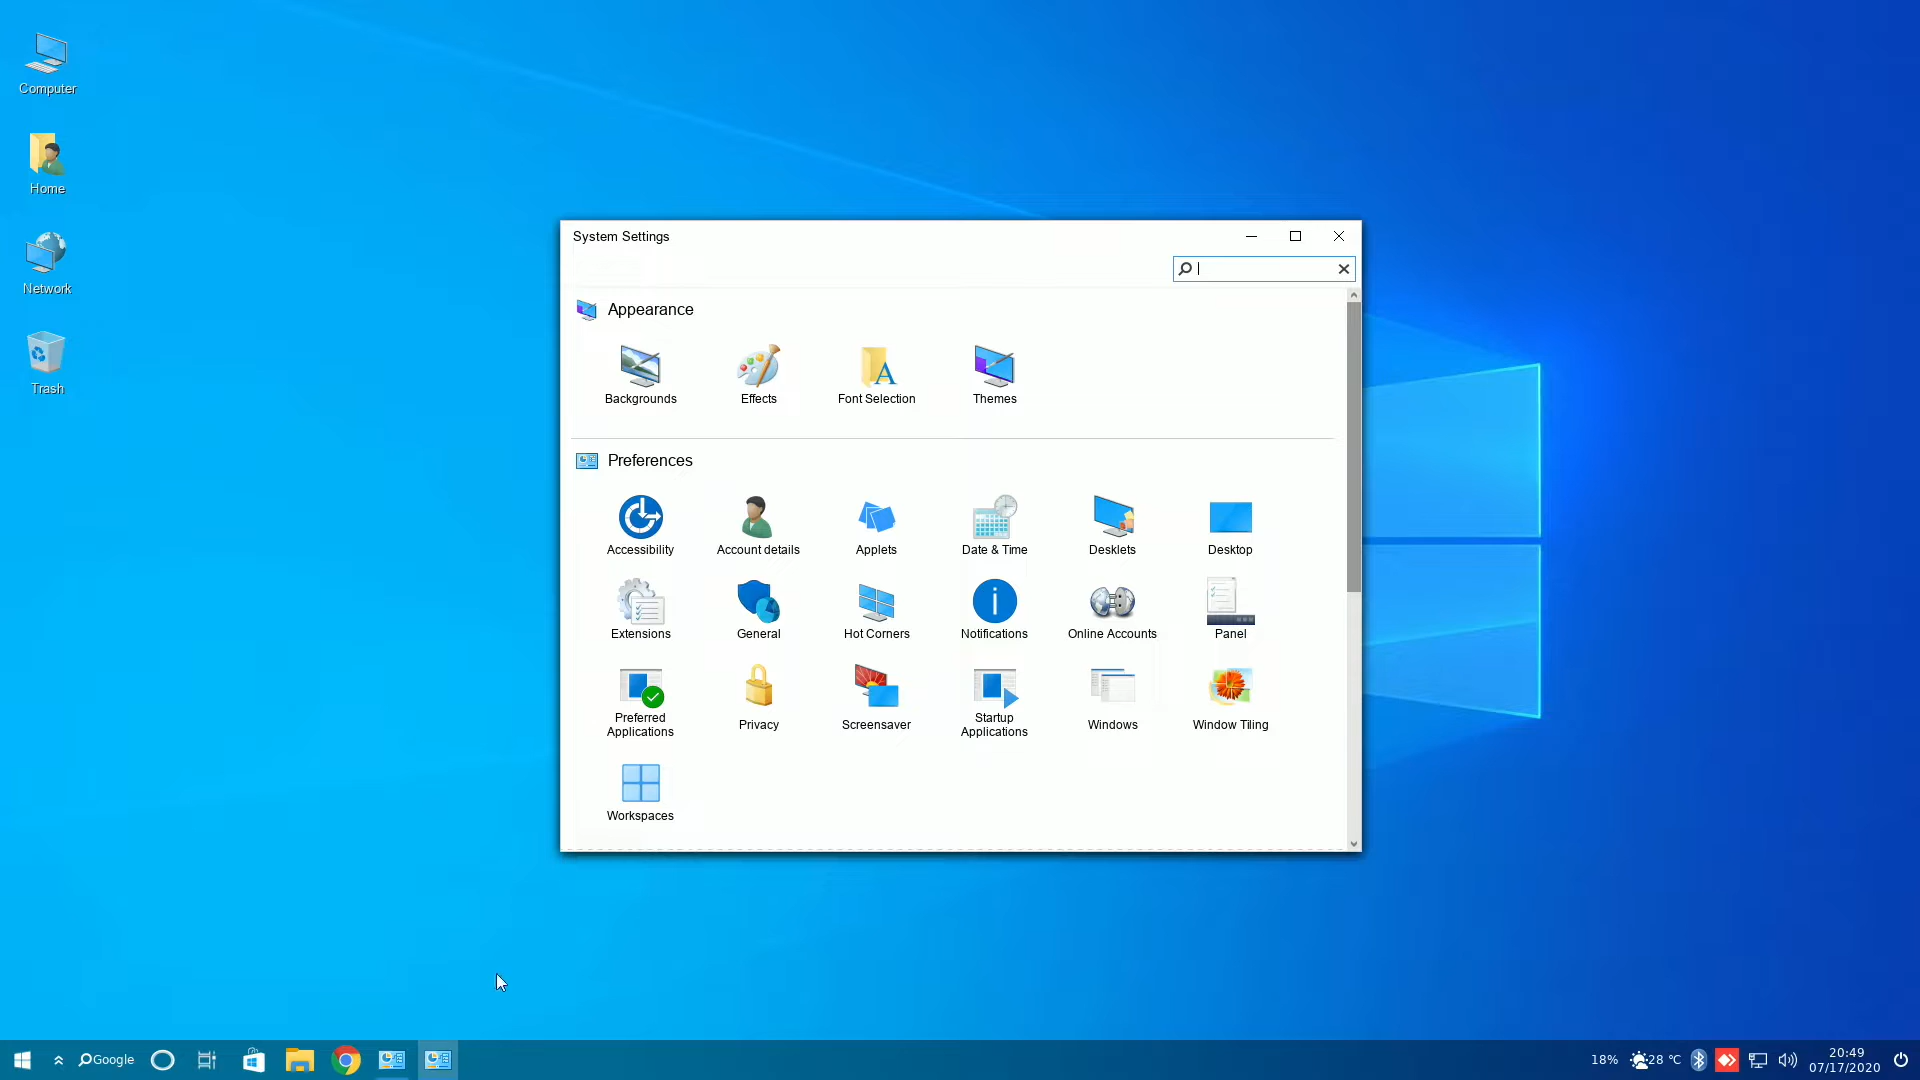 Computer
Home
Network
Trash
System Settings
Appearance
Backgrounds
Effects
Font Selection
Themes
Preferences
Accessibility
Account details
Applets
Date & Time
Desklets
Desktop
Extensions
General
Hot Corners
Notifications
Online Accounts
Panel
Preferred
Applications
Privacy
Screensaver
Startup
Applications
Windows
Window Tiling
Workspaces
Google
18%
28 °C
20:49
07/17/2020